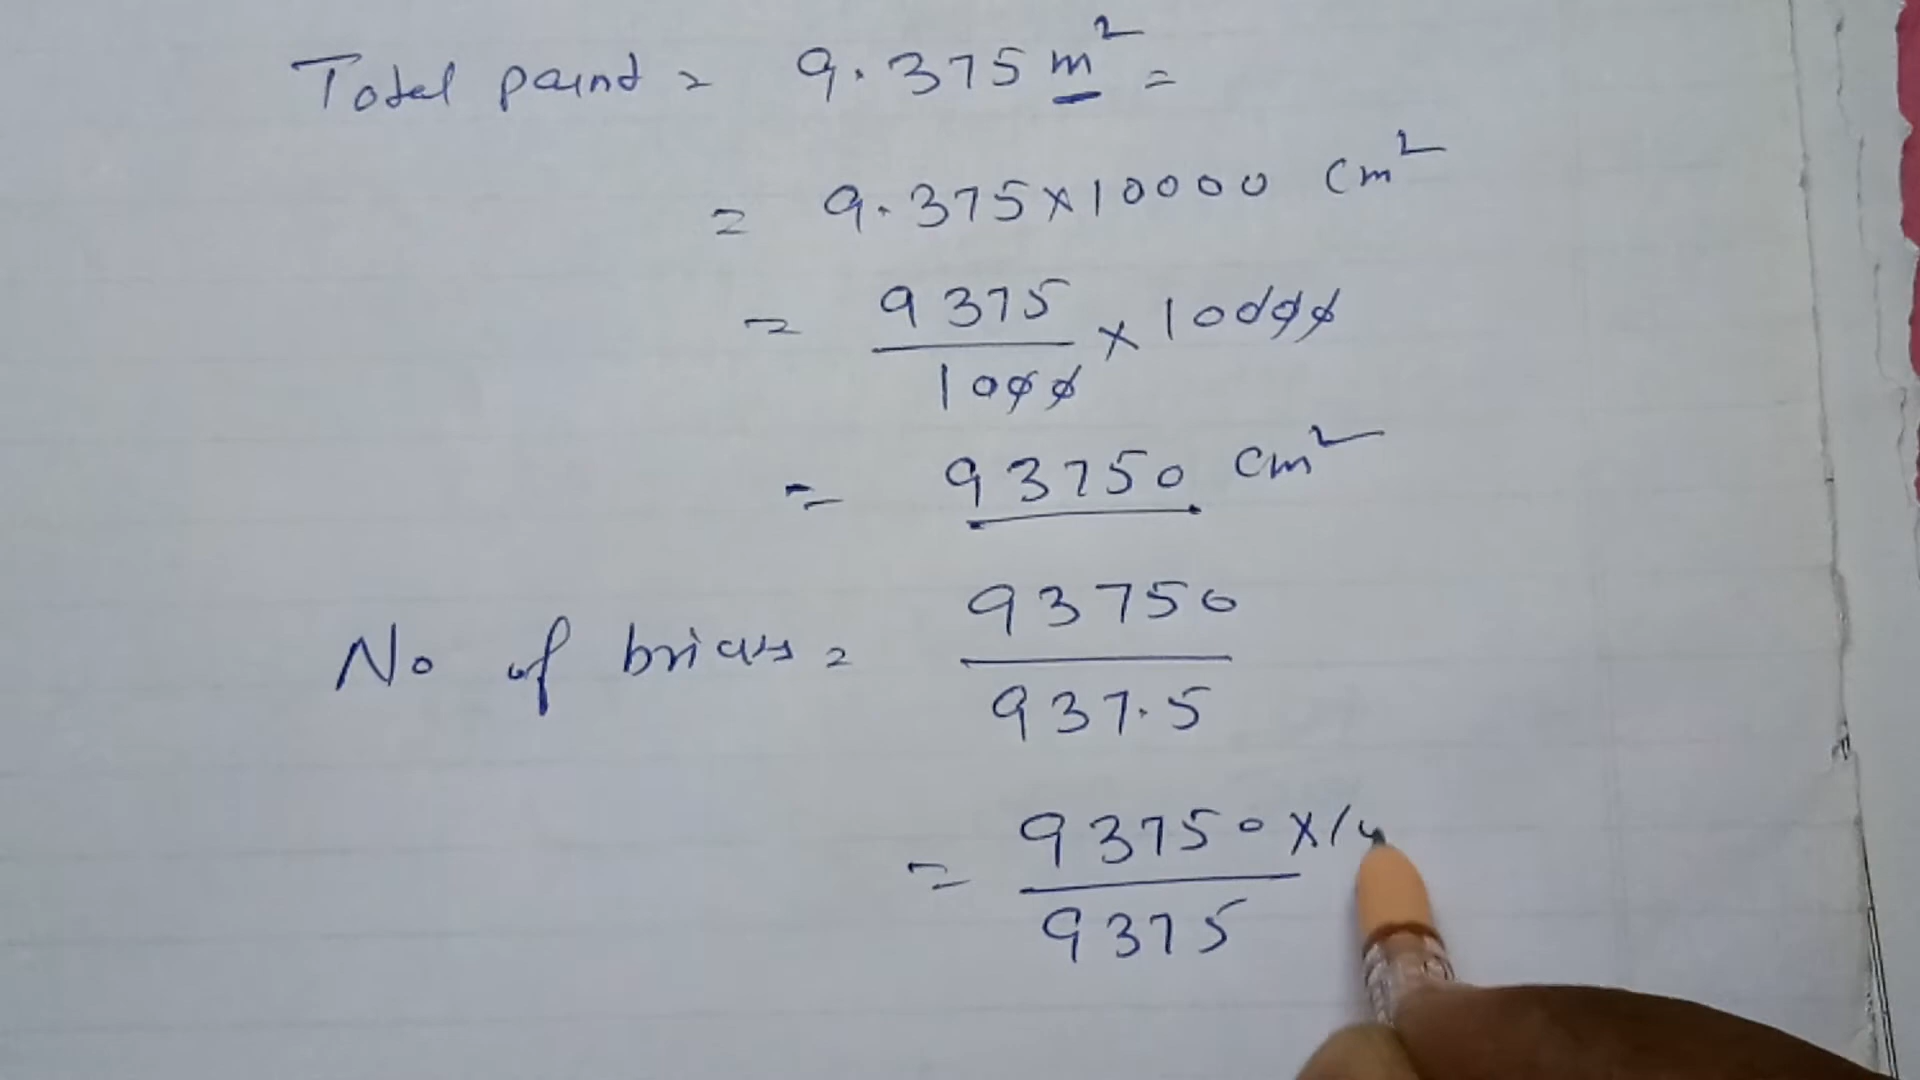 Total paint = 9.375 m² =
= 9.375×10000 cm²
= 9375/1000 × 10000
= 93750 cm²
No of bricks = 93750/937.5
= 93750×10/9375